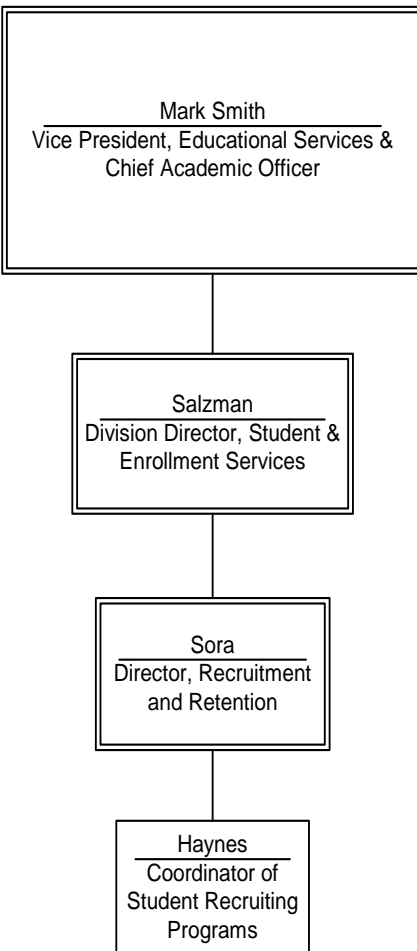 Mark Smith
Vice President, Educational Services &
Chief Academic Officer
Salzman
Division Director, Student &
Enrollment Services
Sora
Director, Recruitment
and Retention
Haynes
Coordinator of
Student Recruiting
Programs